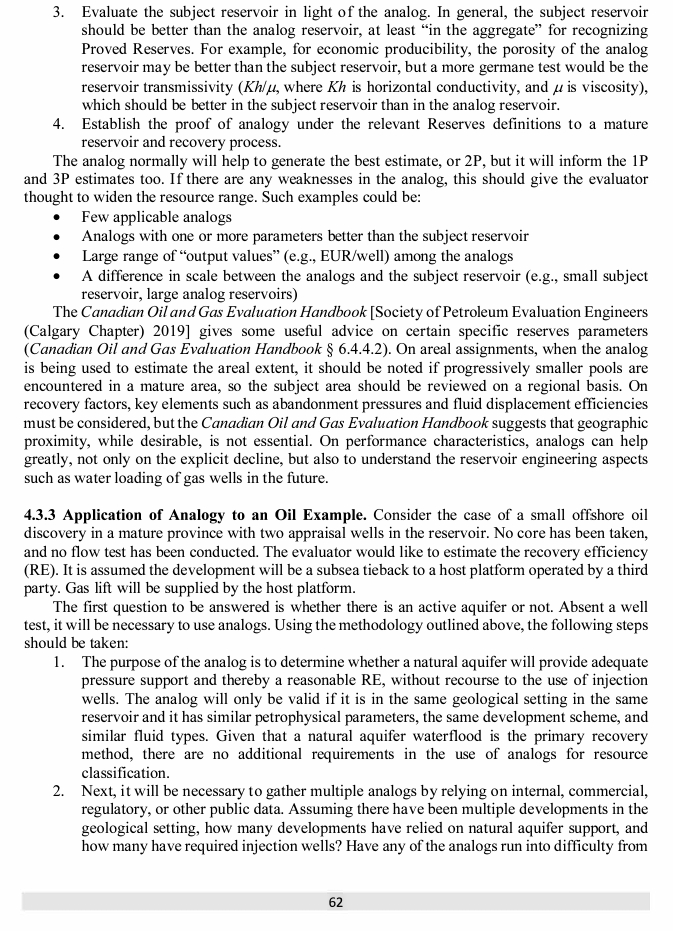 3. Evaluate the subject reservoir in light of the analog. In general, the subject reservoir
should be better than the analog reservoir, at least “in the aggregate” for recognizing
Proved Reserves. For example, for economic producibility, the porosity of the analog
reservoir may be better than the subject reservoir, but a more germane test would be the
reservoir transmissivity (Kh/μ, where Kh is horizontal conductivity, and μ is viscosity),
which should be better in the subject reservoir than in the analog reservoir.
4. Establish the proof of analogy under the relevant Reserves definitions to a mature
reservoir and recovery process.
The analog normally will help to generate the best estimate, or 2P, but it will inform the 1P
and 3P estimates too. If there are any weaknesses in the analog, this should give the evaluator
thought to widen the resource range. Such examples could be:
• Few applicable analogs
• Analogs with one or more parameters better than the subject reservoir
• Large range of “output values” (e.g., EUR/well) among the analogs
• A difference in scale between the analogs and the subject reservoir (e.g., small subject
reservoir, large analog reservoirs)
The Canadian Oil and Gas Evaluation Handbook [Society of Petroleum Evaluation Engineers
(Calgary Chapter) 2019] gives some useful advice on certain specific reserves parameters
(Canadian Oil and Gas Evaluation Handbook § 6.4.4.2). On areal assignments, when the analog
is being used to estimate the areal extent, it should be noted if progressively smaller pools are
encountered in a mature area, so the subject area should be reviewed on a regional basis. On
recovery factors, key elements such as abandonment pressures and fluid displacement efficiencies
must be considered, but the Canadian Oil and Gas Evaluation Handbook suggests that geographic
proximity, while desirable, is not essential. On performance characteristics, analogs can help
greatly, not only on the explicit decline, but also to understand the reservoir engineering aspects
such as water loading of gas wells in the future.
4.3.3 Application of Analogy to an Oil Example. Consider the case of a small offshore oil
discovery in a mature province with two appraisal wells in the reservoir. No core has been taken,
and no flow test has been conducted. The evaluator would like to estimate the recovery efficiency
(RE). It is assumed the development will be a subsea tieback to a host platform operated by a third
party. Gas lift will be supplied by the host platform.
The first question to be answered is whether there is an active aquifer or not. Absent a well
test, it will be necessary to use analogs. Using the methodology outlined above, the following steps
should be taken:
1. The purpose of the analog is to determine whether a natural aquifer will provide adequate
pressure support and thereby a reasonable RE, without recourse to the use of injection
wells. The analog will only be valid if it is in the same geological setting in the same
reservoir and it has similar petrophysical parameters, the same development scheme, and
similar fluid types. Given that a natural aquifer waterflood is the primary recovery
method, there are no additional requirements in the use of analogs for resource
classification.
2. Next, it will be necessary to gather multiple analogs by relying on internal, commercial,
regulatory, or other public data. Assuming there have been multiple developments in the
geological setting, how many developments have relied on natural aquifer support, and
how many have required injection wells? Have any of the analogs run into difficulty from
62